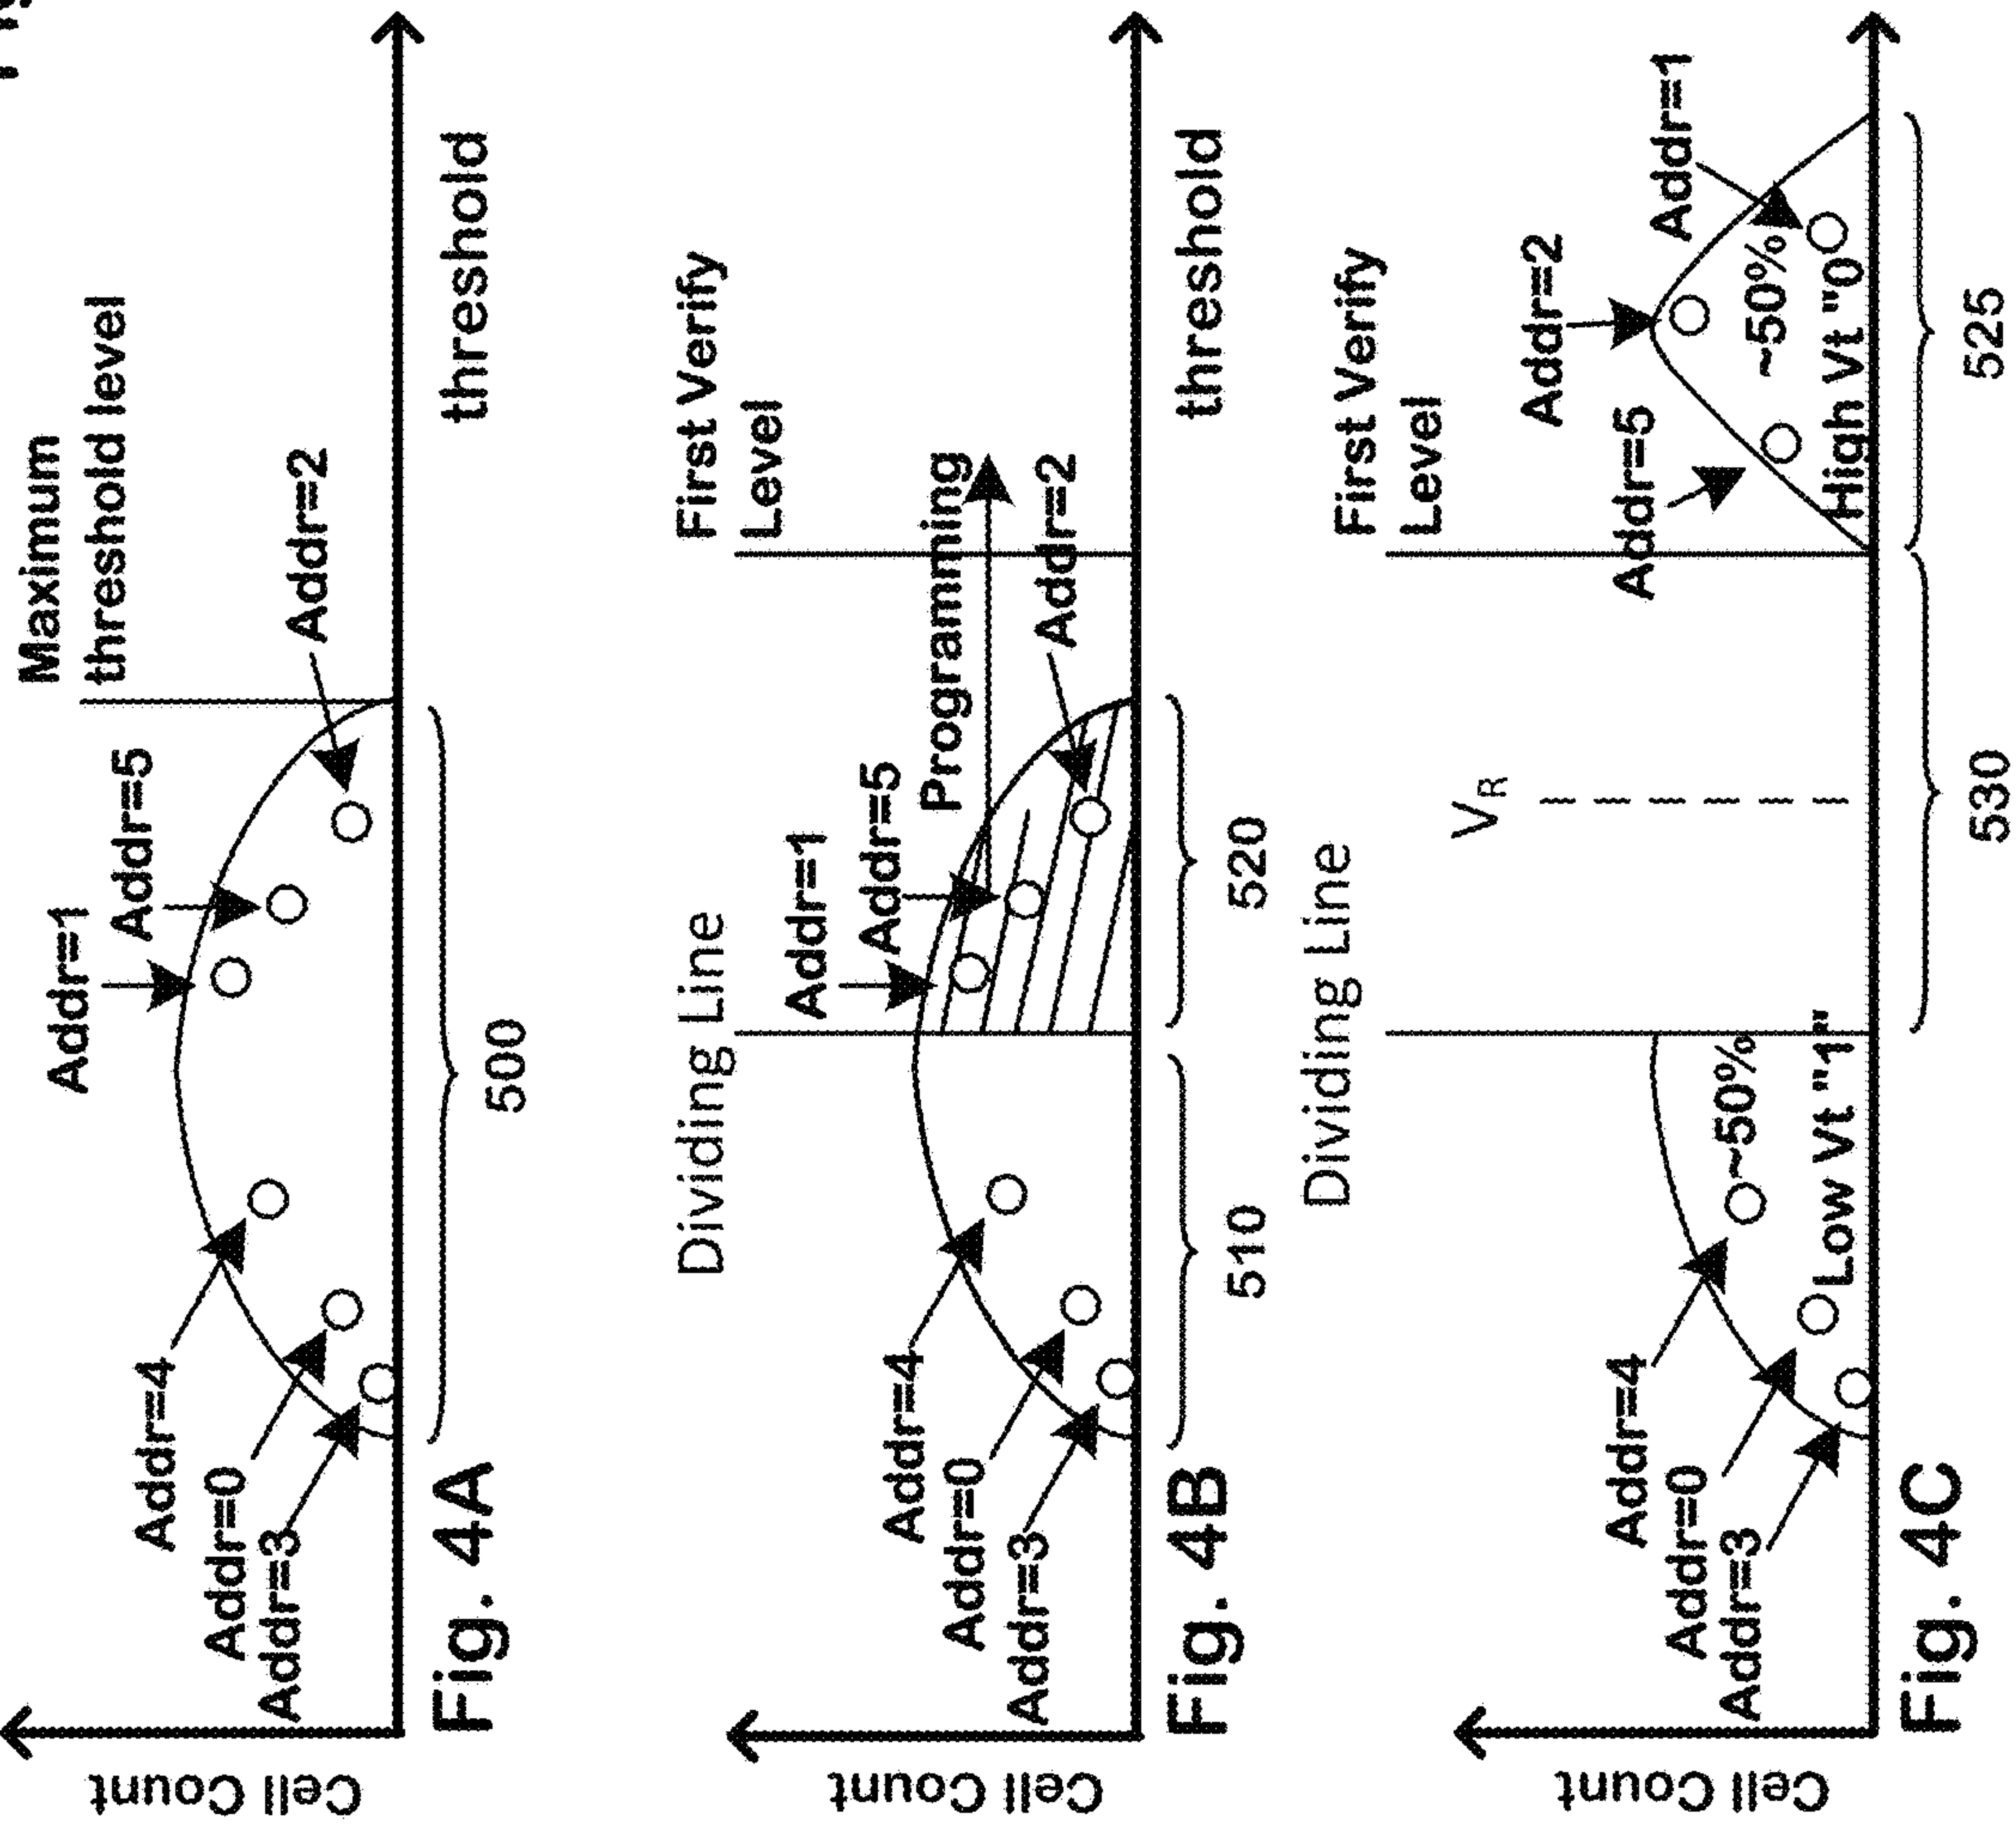 Maximum
threshold level
Addr=1
Addr=5
Addr=2
Addr=4
Addr=0
Addr=3
Cell Count
500
threshold
Fig. 4A
Dividing Line
First Verify
Level
Addr=1
Addr=5
Programming
Addr=2
Addr=4
Addr=0
Addr=3
Cell Count
510
520
threshold
Fig. 4B
Dividing Line
First Verify
Level
VR
Addr=2
Addr=5
Addr=1
Addr=4
Addr=0
Addr=3
~50%
Low Vt "1"
~50%
High Vt "0
Cell Count
530
525
Fig. 4C